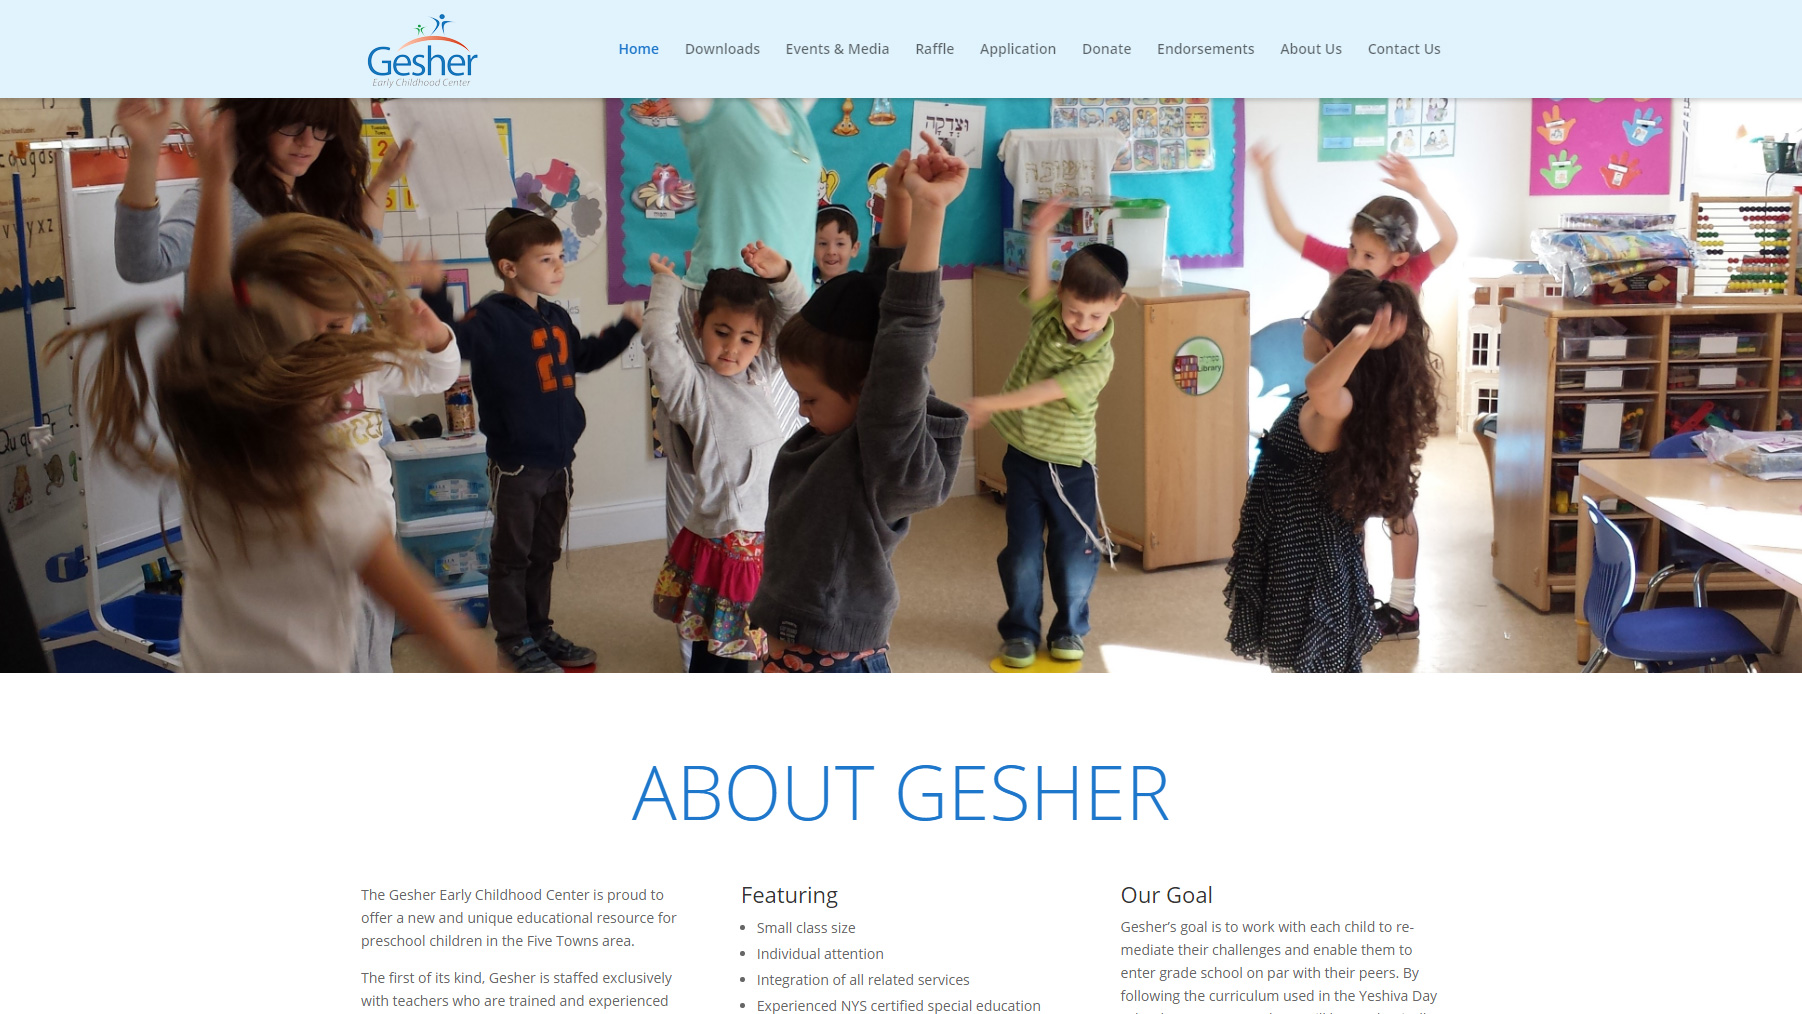 Gesher
Early Childhood Center
Home
Downloads
Events & Media
Raffle
Application
Donate
Endorsements
About Us
Contact Us
וצדקה
Library
ABOUT GESHER
The Gesher Early Childhood Center is proud to
offer a new and unique educational resource for
preschool children in the Five Towns area.
The first of its kind, Gesher is staffed exclusively
with teachers who are trained and experienced
Featuring
Small class size
Individual attention
Integration of all related services
Experienced NYS certified special education
Our Goal
Gesher’s goal is to work with each child to re-
mediate their challenges and enable them to
enter grade school on par with their peers. By
following the curriculum used in the Yeshiva Day